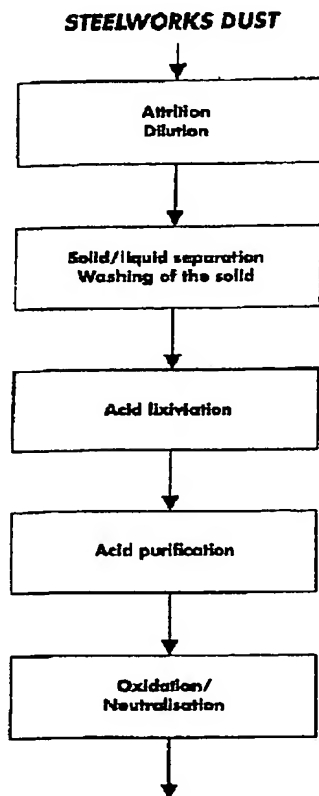 STEELWORKS DUST
Attrition
Dilution
Solid/liquid separation
Washing of the solid
Acid lixiviation
Acid purification
Oxidation/
Neutralisation